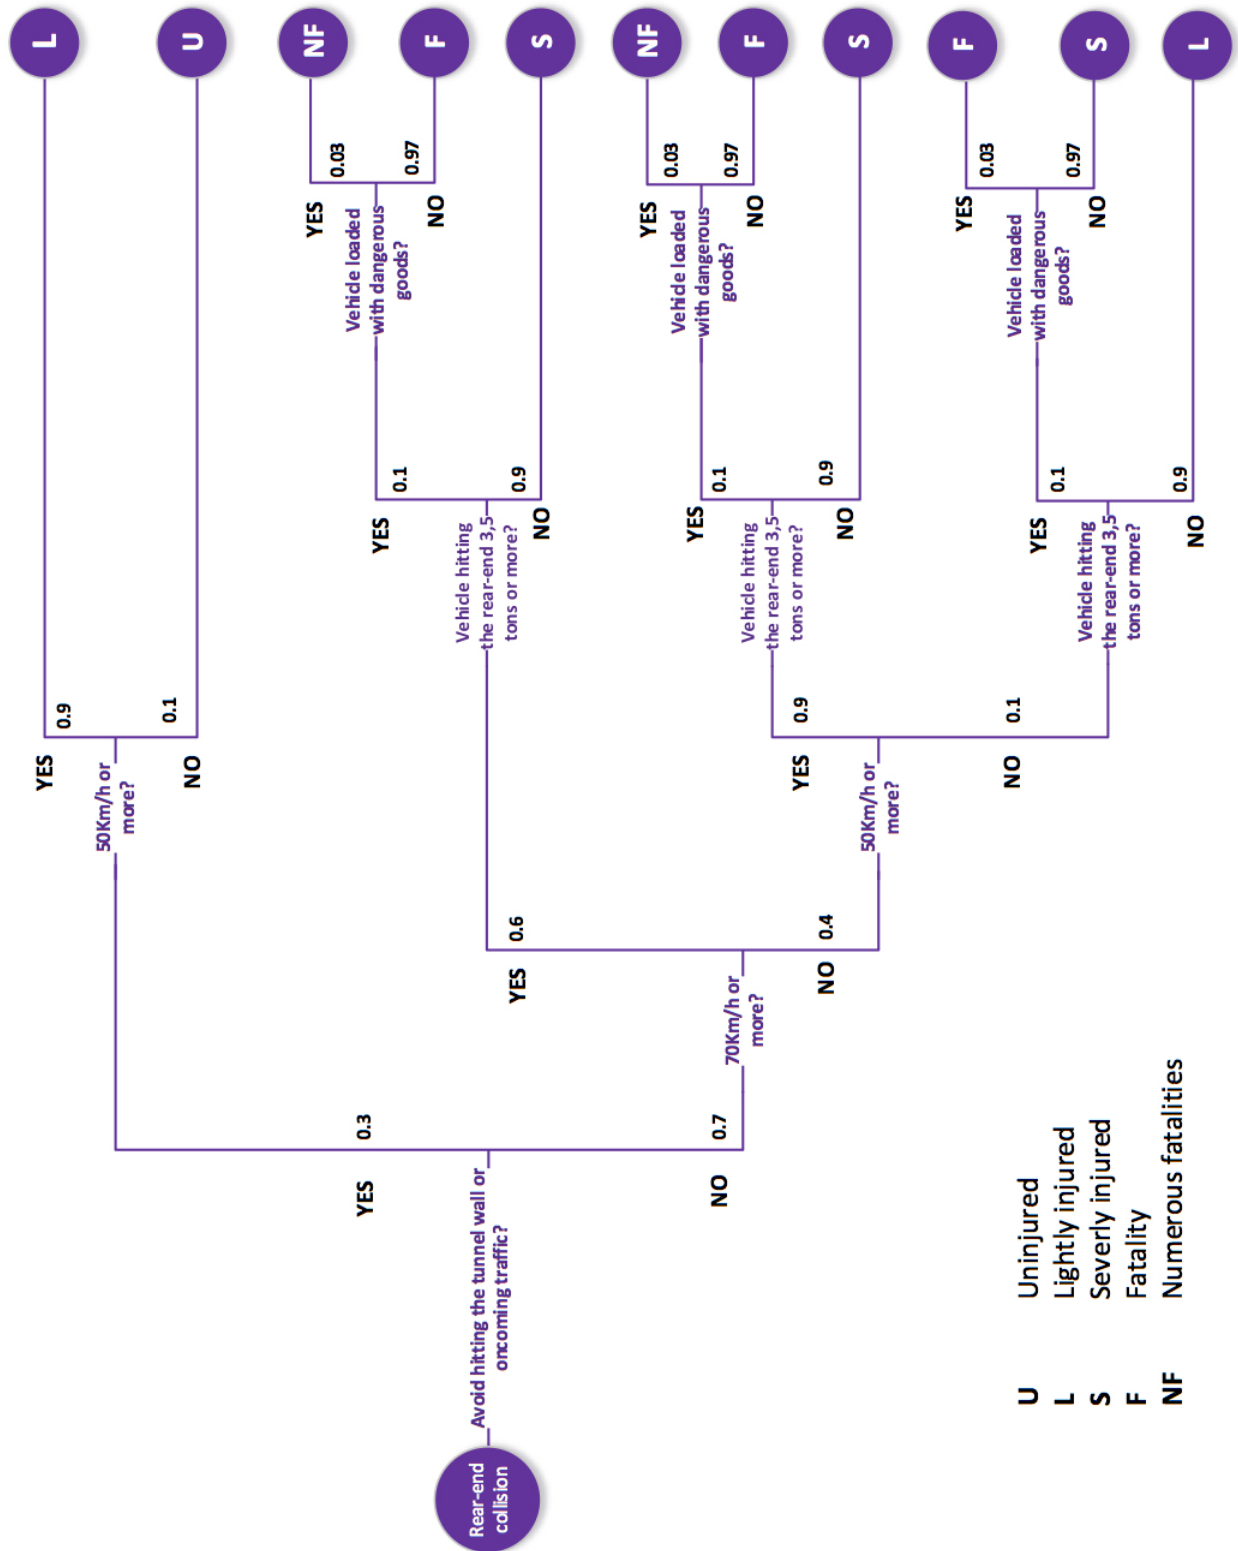 Rear-end
collision
Avoid hitting the tunnel wall or
oncoming traffic?
YES
0.3
NO
0.7
50Km/h or
more?
YES
0.9
NO
0.1
70Km/h or
more?
YES
0.6
NO
0.4
50Km/h or
more?
YES
0.9
NO
0.1
Vehicle hitting
the rear-end 3,5
tons or more?
YES
0.1
NO
0.9
Vehicle hitting
the rear-end 3,5
tons or more?
YES
0.1
NO
0.9
Vehicle hitting
the rear-end 3,5
tons or more?
YES
0.1
NO
0.9
Vehicle loaded
with dangerous
goods?
YES
0.03
NO
0.97
Vehicle loaded
with dangerous
goods?
YES
0.03
NO
0.97
Vehicle loaded
with dangerous
goods?
YES
0.03
NO
0.97
L
U
NF
F
S
NF
F
S
F
S
L
U Uninjured
L Lightly injured
S Severly injured
F Fatality
NF Numerous fatalities